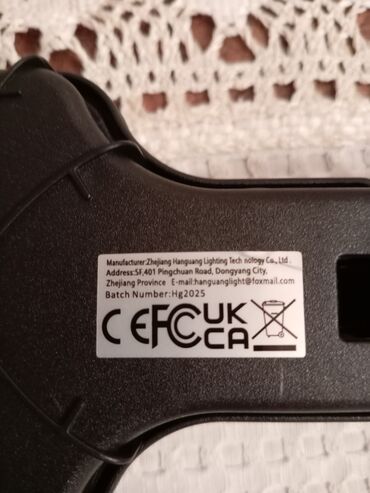 Manufacturer:Zhejiang Hanguang Lighting Tech nology Co., Ltd .
Address:5F,401 Pingchuan Road, Dongyang City,
Zhejiang Province E-mail:hanguanglight@foxmail.com
Batch Number:Hg2025
CE FC UK
CA